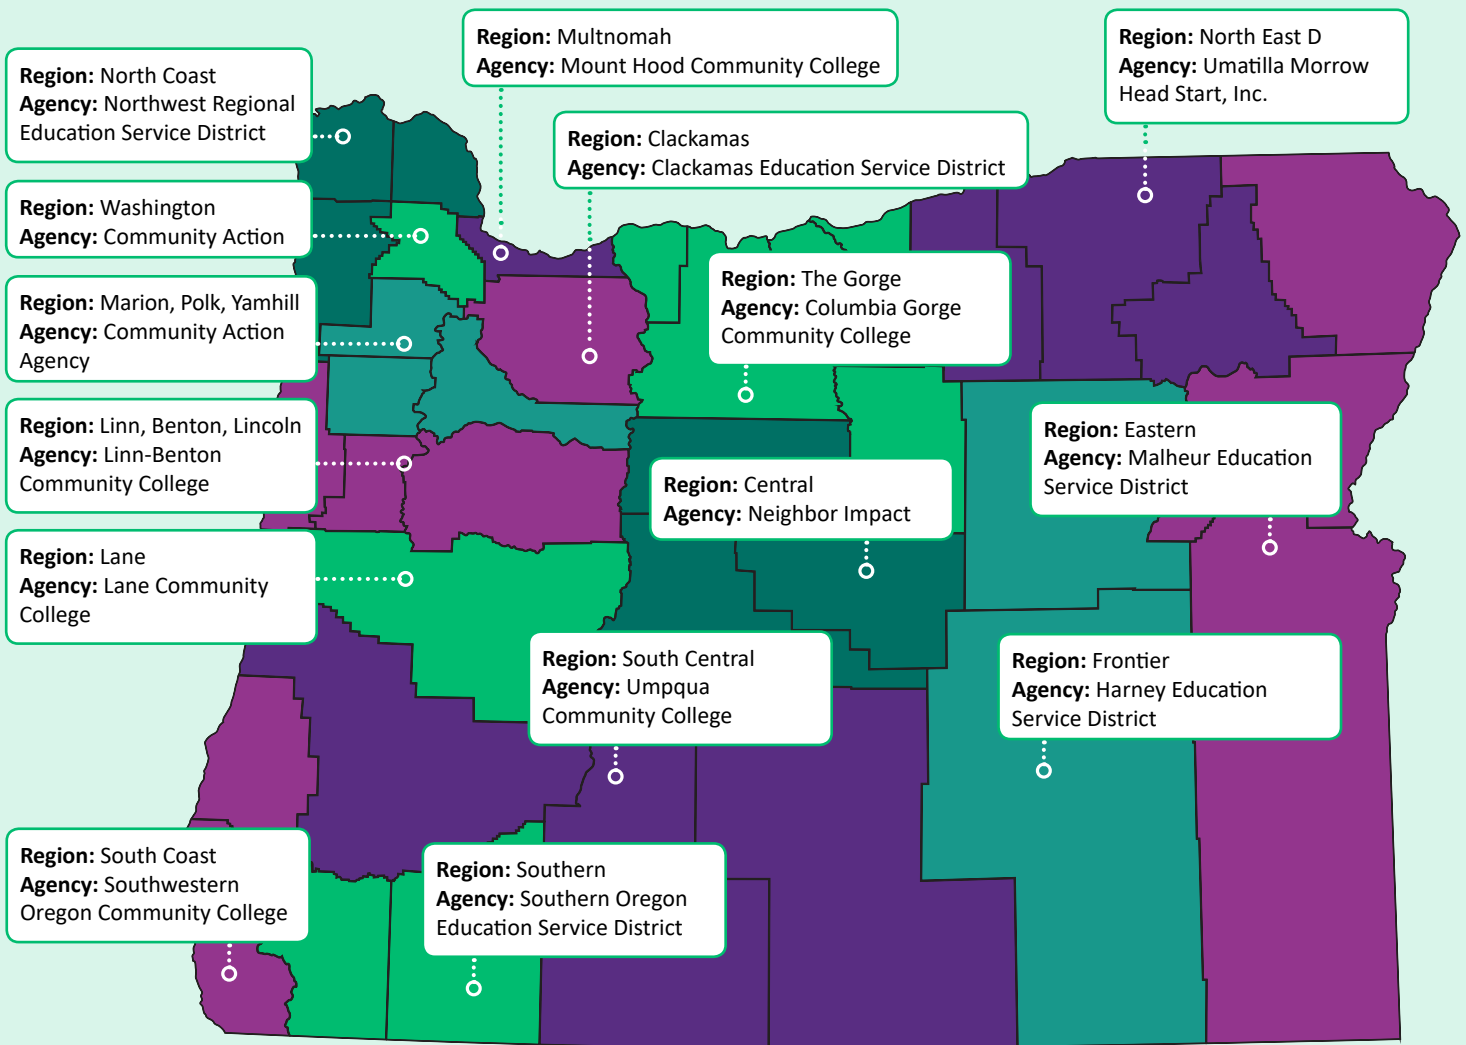 Region: Multnomah
Agency: Mount Hood Community College
Region: North East D
Agency: Umatilla Morrow
Head Start, Inc.
Region: North Coast
Agency: Northwest Regional
Education Service District
Region: Clackamas
Agency: Clackamas Education Service District
Region: Washington
Agency: Community Action
Region: The Gorge
Agency: Columbia Gorge
Community College
Region: Marion, Polk, Yamhill
Agency: Community Action
Agency
Region: Linn, Benton, Lincoln
Agency: Linn-Benton
Community College
Region: Eastern
Agency: Malheur Education
Service District
Region: Central
Agency: Neighbor Impact
Region: Lane
Agency: Lane Community
College
Region: South Central
Agency: Umpqua
Community College
Region: Frontier
Agency: Harney Education
Service District
Region: South Coast
Agency: Southwestern
Oregon Community College
Region: Southern
Agency: Southern Oregon
Education Service District